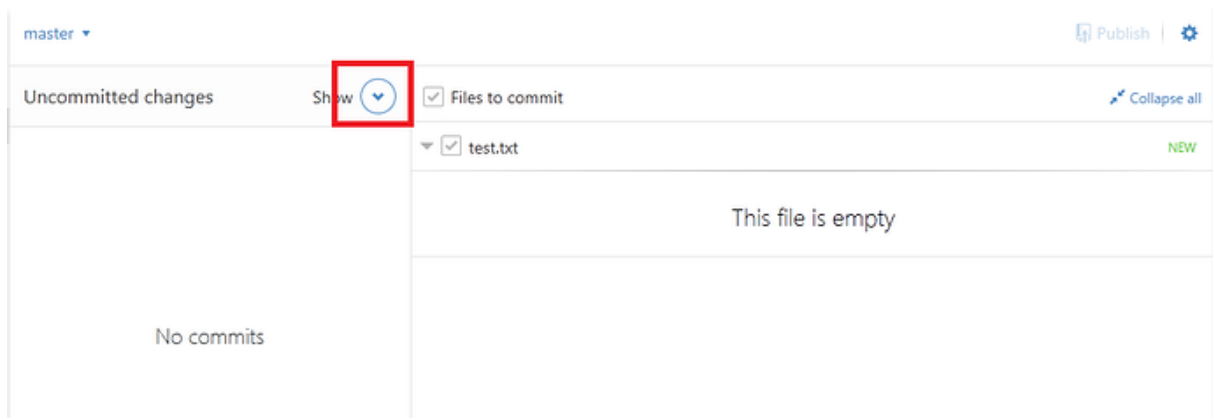 master
Publish
Uncommitted changes
Show
Files to commit
Collapse all
test.txt
NEW
This file is empty
No commits